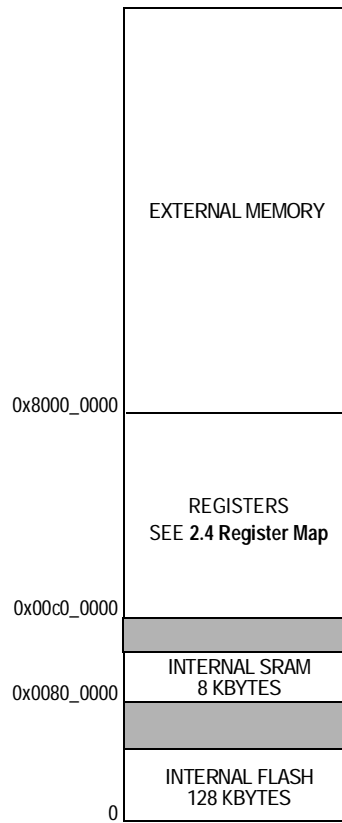 EXTERNAL MEMORY
0x8000_0000
REGISTERS
SEE 2.4 Register Map
0x00c0_0000
INTERNAL SRAM
8 KBYTES
0x0080_0000
INTERNAL FLASH
128 KBYTES
0